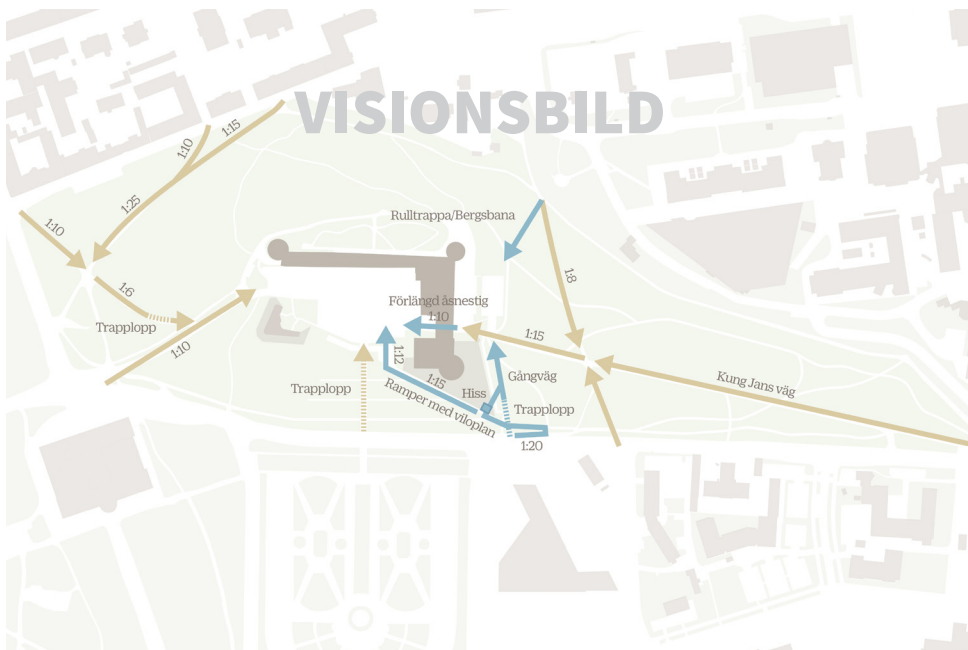 VISIONSBILD
1:15
1:10
1:25
1:10
Rulltrappa/Bergsbana
1:8
1:6
Förlängd åsnestig
1:10
Trapplopp
1:15
1:10
1:12
Kung Jans väg
Gångväg
1:15
Trapplopp
Hiss
Ramper med viloplan
Trapplopp
1:20